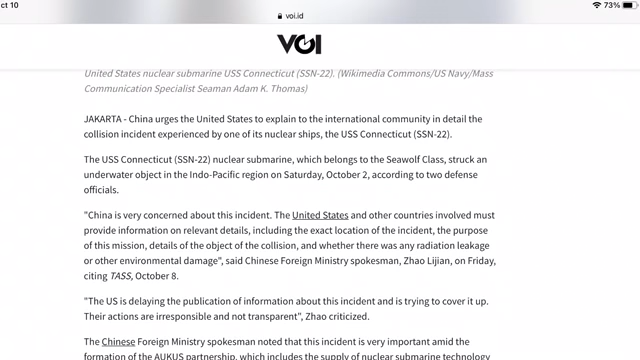 ct 10
voi.id
73%
VOI
United States nuclear submarine USS Connecticut (SSN-22). (Wikimedia Commons/US Navy/Mass
Communication Specialist Seaman Adam K. Thomas)
JAKARTA - China urges the United States to explain to the international community in detail the
collision incident experienced by one of its nuclear ships, the USS Connecticut (SSN-22).
The USS Connecticut (SSN-22) nuclear submarine, which belongs to the Seawolf Class, struck an
underwater object in the Indo-Pacific region on Saturday, October 2, according to two defense
officials.
"China is very concerned about this incident. The United States and other countries involved must
provide information on relevant details, including the exact location of the incident, the purpose
of this mission, details of the object of the collision, and whether there was any radiation leakage
or other environmental damage", said Chinese Foreign Ministry spokesman, Zhao Lijian, on Friday,
citing TASS, October 8.
"The US is delaying the publication of information about this incident and is trying to cover it up.
Their actions are irresponsible and not transparent", Zhao criticized.
The Chinese Foreign Ministry spokesman noted that this incident is very important amid the
formation of the AUKUS partnership, which includes the supply of nuclear submarine technology